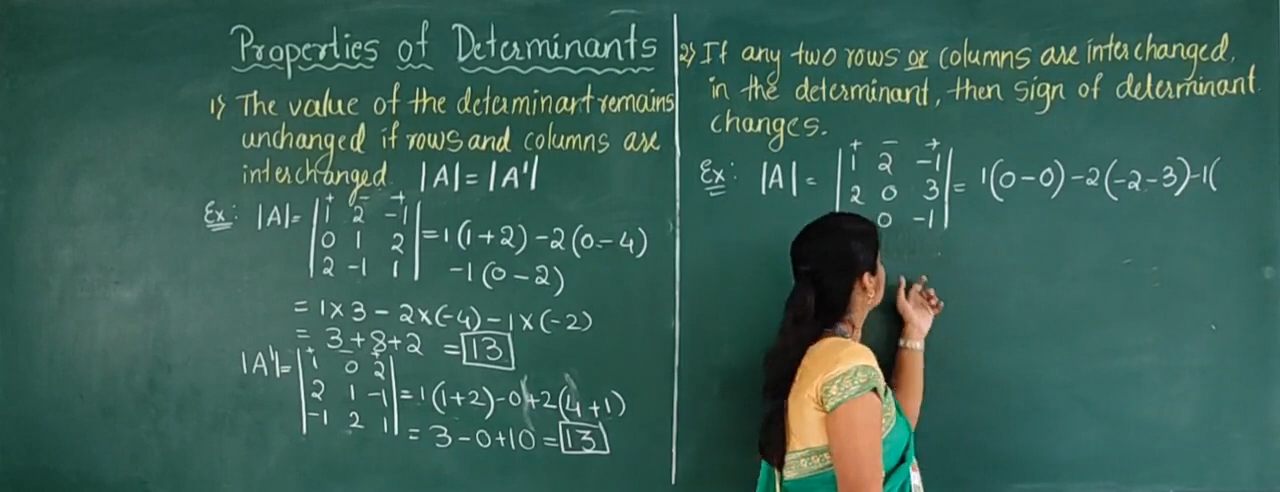 Properties of Determinants
1) The value of the determinant remains
unchanged if rows and columns are
interchanged. |A| = |A'|
Ex: |A| = | 1 2 -1 | = 1(1+2) -2(0-4)
+ - +
0 1 2
2 -1 1
-1(0-2)
= 1×3 - 2×(-4) - 1×(-2)
= 3+8+2 = 13
|A'| = | 1 0 2 |
+ - +
2 1 -1 = 1(1+2)-0+2(4+1)
-1 2 1
= 3-0+10 = 13
2) If any two rows or columns are interchanged,
in the determinant, then sign of determinant
changes.
+ - +
Ex: |A| = | 1 2 -1 |
2 0 3 = 1(0-0) -2(-2-3) -1(
0 -1